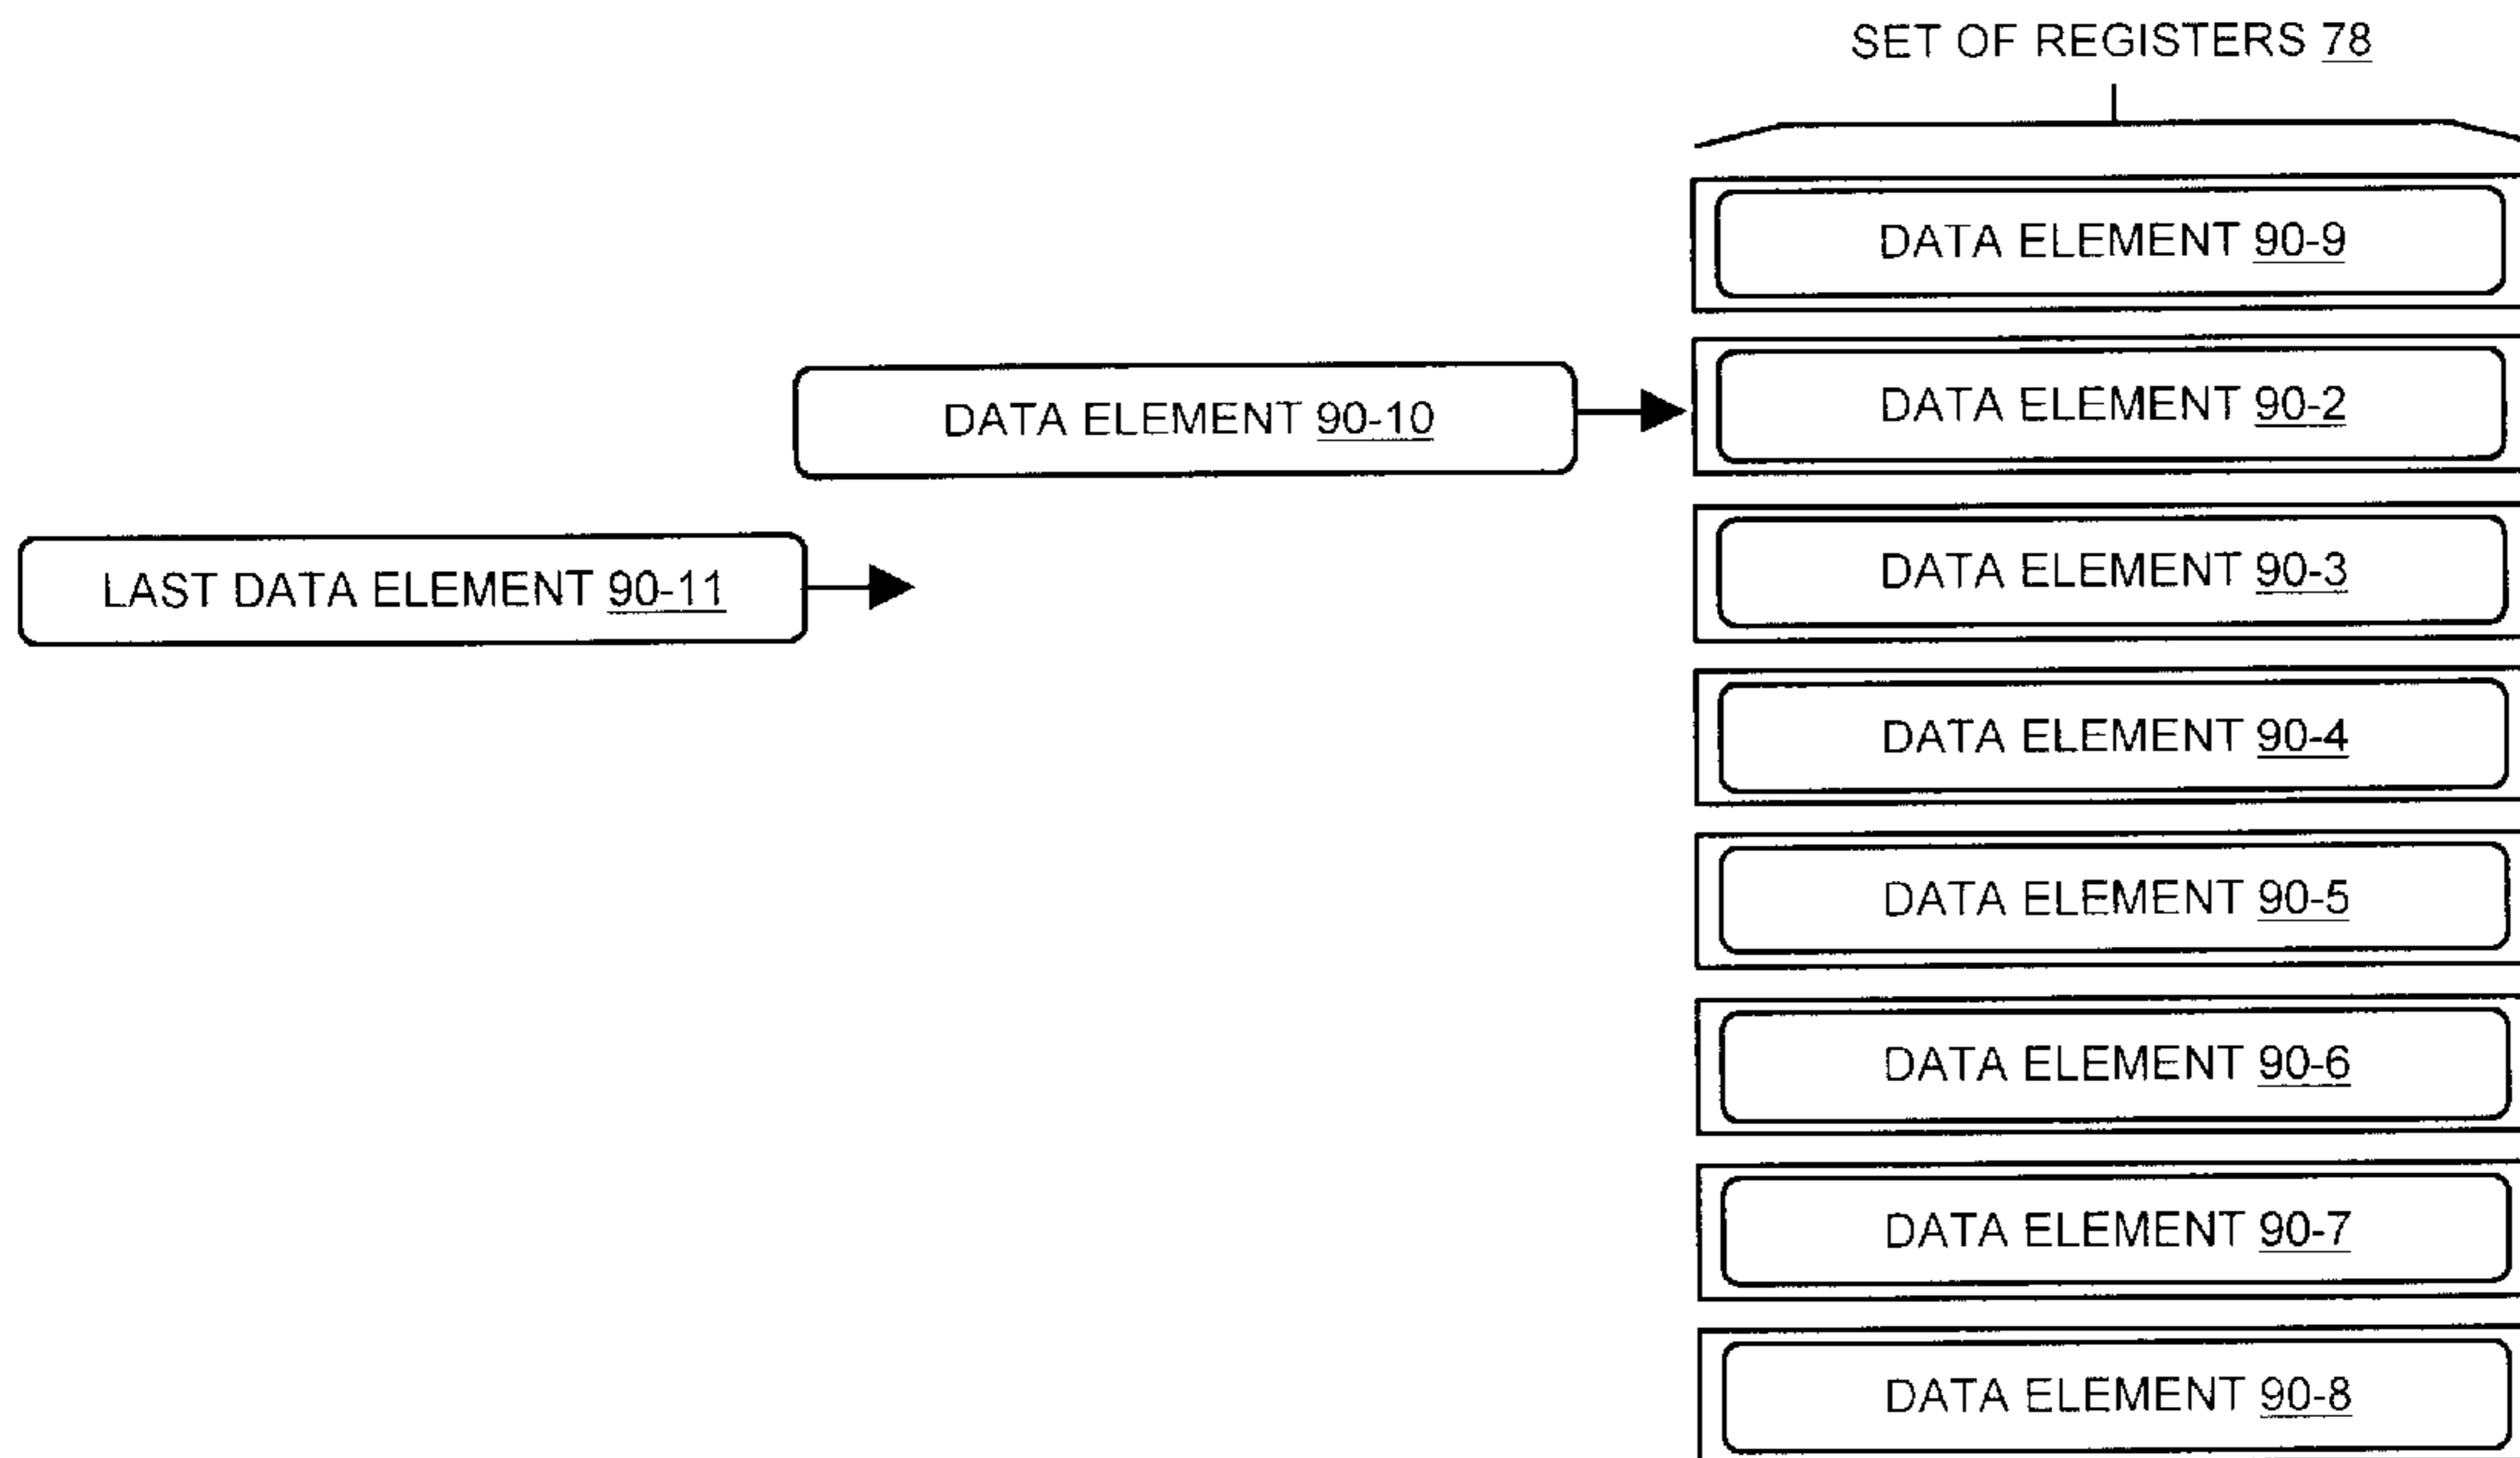 SET OF REGISTERS 78
DATA ELEMENT 90-9
DATA ELEMENT 90-10
DATA ELEMENT 90-2
LAST DATA ELEMENT 90-11
DATA ELEMENT 90-3
DATA ELEMENT 90-4
DATA ELEMENT 90-5
DATA ELEMENT 90-6
DATA ELEMENT 90-7
DATA ELEMENT 90-8